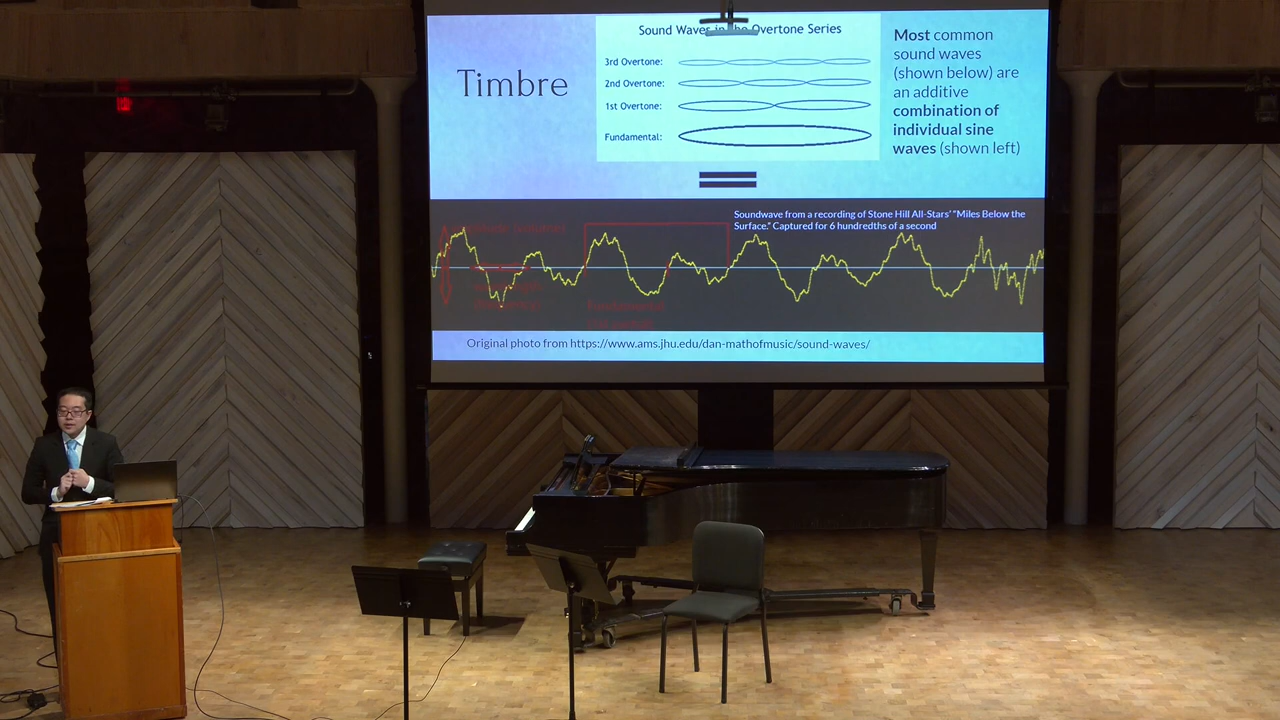 Timbre
Sound Waves in the Overtone Series
3rd Overtone:
2nd Overtone:
1st Overtone:
Fundamental:
Most common
sound waves
(shown below) are
an additive
combination of
individual sine
waves (shown left)
Soundwave from a recording of Stone Hill All-Stars' "Miles Below the
Surface." Captured for 6 hundredths of a second
Original photo from https://www.ams.jhu.edu/dan-mathofmusic/sound-waves/